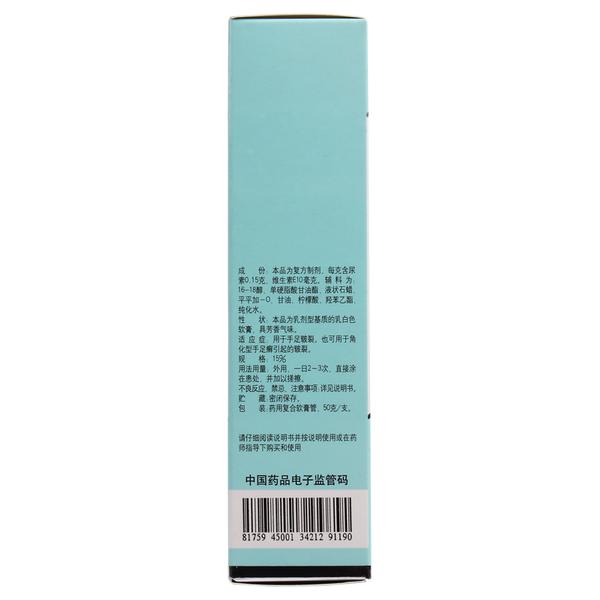 成 份：本品为复方制剂，每克含尿
素0.15克，维生素E10毫克。辅料为：
16-18醇，单硬脂酸甘油酯，液状石蜡，
平平加-O，甘油，柠檬酸，羟苯乙酯，
纯化水。
性 状：本品为乳剂型基质的乳白色
软膏，具芳香气味。
适 应 症：用于手足皲裂。也可用于角
化型手足癣引起的皲裂。
规 格：15%
用法用量：外用，一日2-3次，直接涂
在患处，并加以搓擦。
不良反应、禁忌、注意事项：详见说明书。
贮 藏：密闭保存。
包 装：药用复合软膏管，50克/支。
请仔细阅读说明书并按说明使用或在药
师指导下购买和使用
中国药品电子监管码
81759 45001 34212 91190